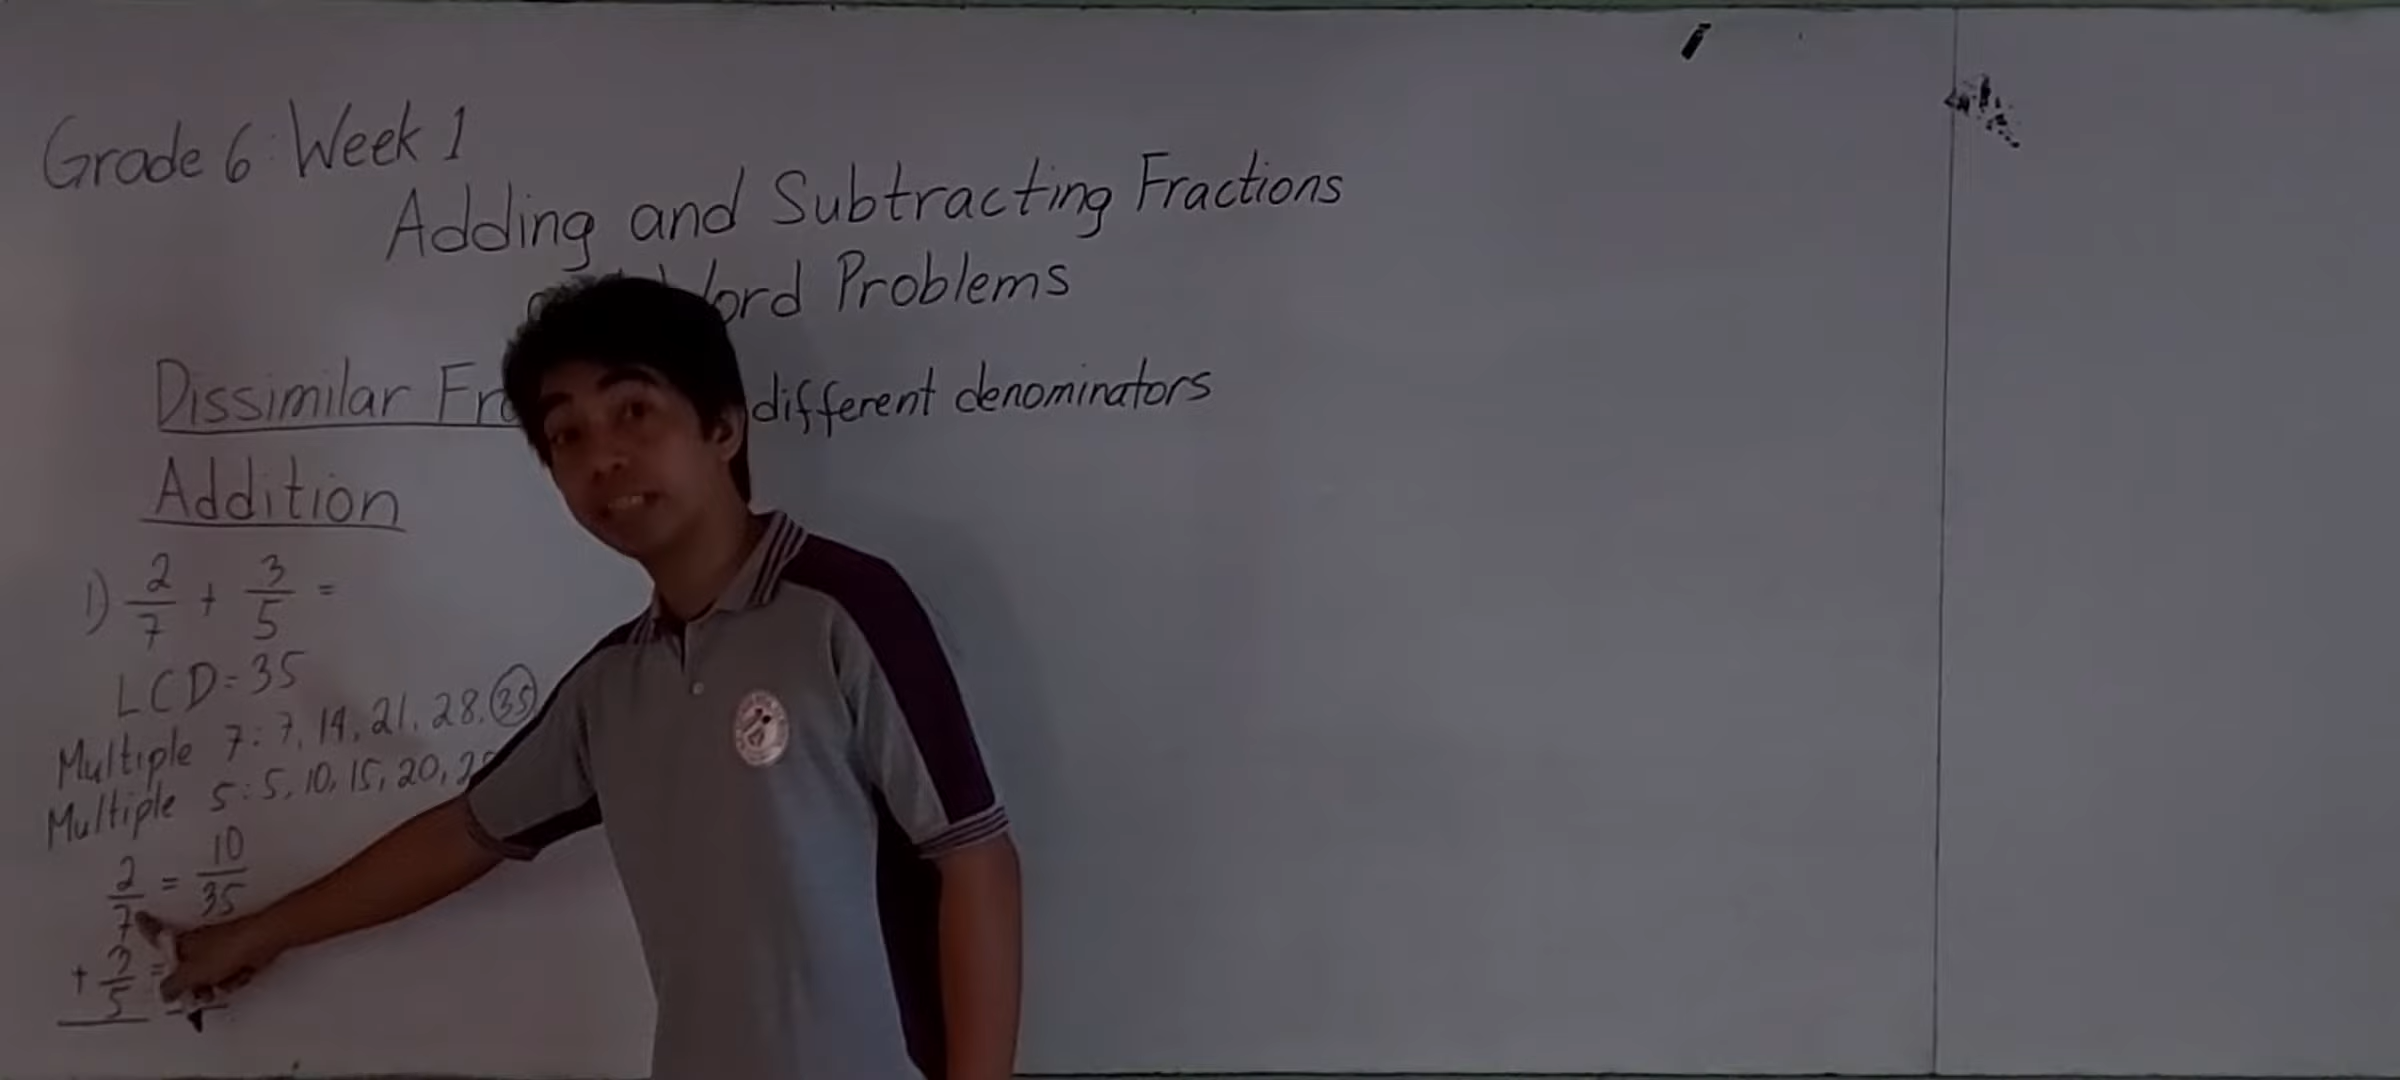 Grade 6: Week 1
Adding and Subtracting Fractions
Word Problems
Dissimilar different denominators
Addition
1) 2/7 + 3/5 =
LCD = 35
Multiple 7: 7, 14, 21, 28, 35
Multiple 5: 5, 10, 15, 20,
2/7 = 10/35
+ 3/5 =